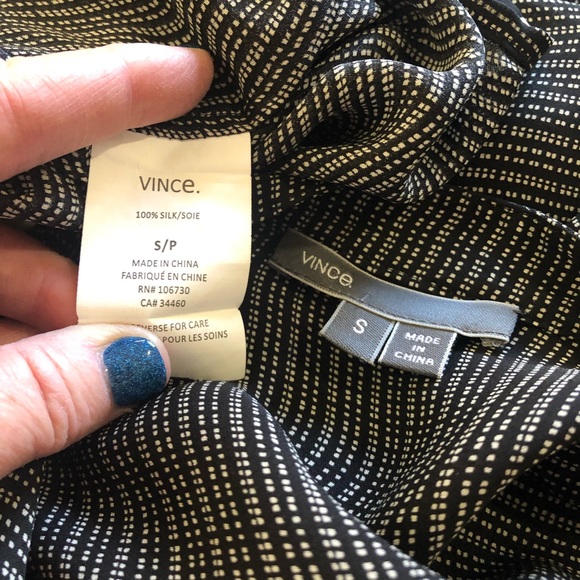 VINCE.
100% SILK/SOIE
S/P
MADE IN CHINA
FABRIQUÉ EN CHINE
RN# 106730
CA# 34460
EVERSE FOR CARE
POUR LES SOINS
VINCE.
S
MADE
IN
CHINA